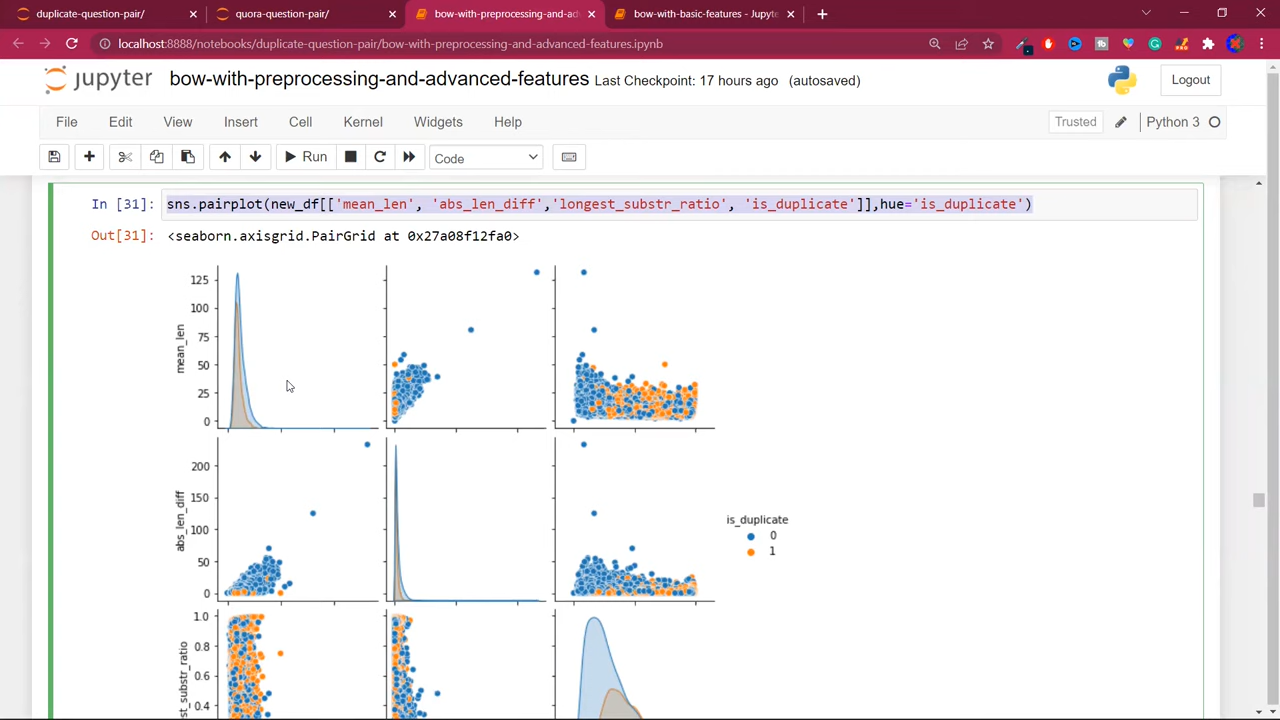 duplicate-question-pair/
quora-question-pair/
bow-with-preprocessing-and-adv
bow-with-basic-features - Jupyte
localhost:8888/notebooks/duplicate-question-pair/bow-with-preprocessing-and-advanced-features.ipynb
jupyter bow-with-preprocessing-and-advanced-features Last Checkpoint: 17 hours ago (autosaved)
Logout
File Edit View Insert Cell Kernel Widgets Help
Trusted
Python 3
Run
Code
In [31]: sns.pairplot(new_df[['mean_len', 'abs_len_diff','longest_substr_ratio', 'is_duplicate']],hue='is_duplicate')
Out[31]: <seaborn.axisgrid.PairGrid at 0x27a08f12fa0>
mean_len
125
100
75
50
25
0
abs_len_diff
200
150
100
50
0
is_duplicate
0
1
st_substr_ratio
1.0
0.8
0.6
0.4